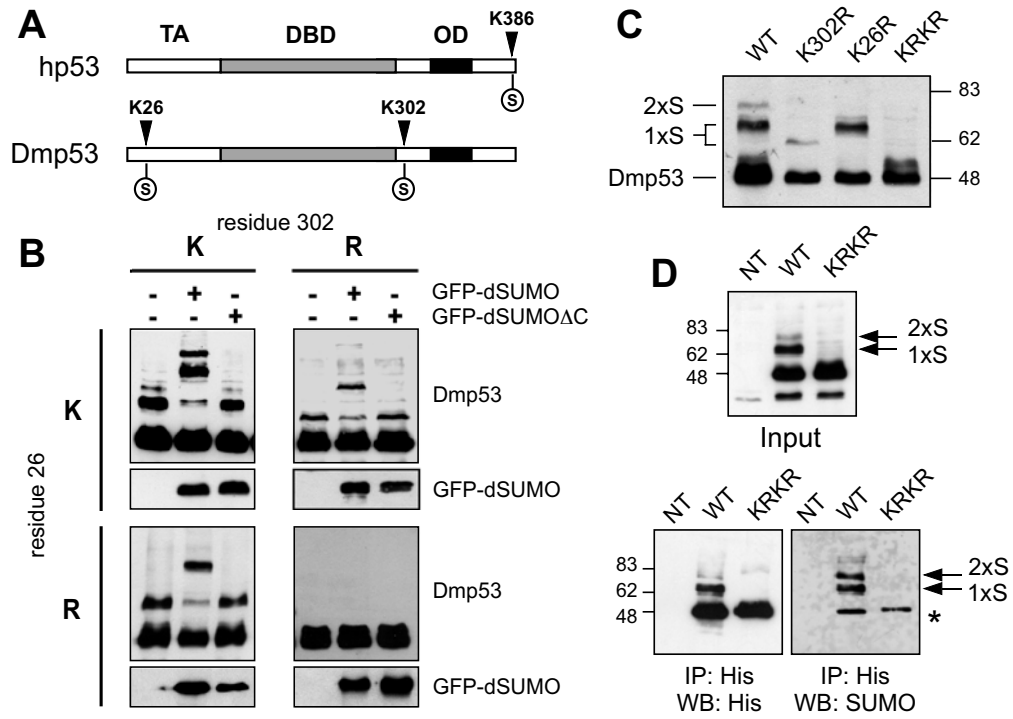 A
TA DBD OD K386
hp53
S
K26 K302
Dmp53
S S
B
residue 302
K R
- + - - + - GFP-dSUMO
- - + - - + GFP-dSUMOΔC
residue 26
K
Dmp53
GFP-dSUMO
R
Dmp53
GFP-dSUMO
C
WT K302R K26R KRKR
2xS
1xS
Dmp53
83
62
48
D
NT WT KRKR
83
62
48
2xS
1xS
Input
NT WT KRKR NT WT KRKR
83
62
48
2xS
1xS
*
IP: His IP: His
WB: His WB: SUMO